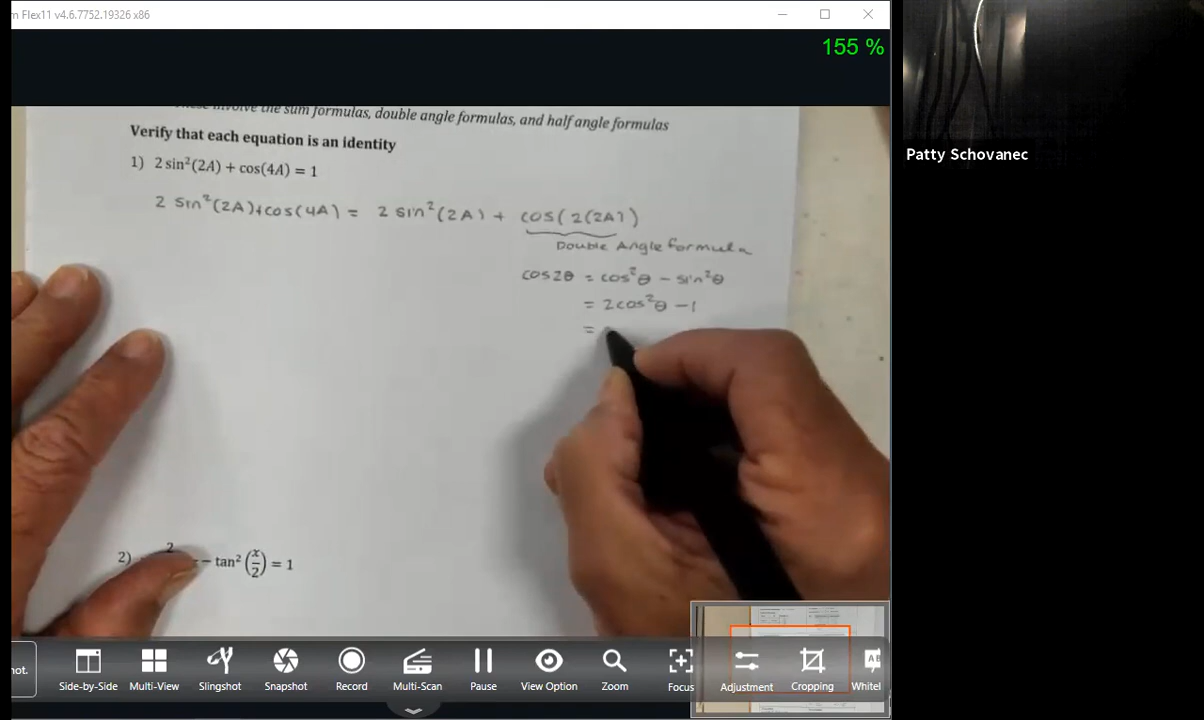 Flex11 v4.6.7752.19326 x86
155 %
Patty Schovanec
involve the sum formulas, double angle formulas, and half angle formulas
Verify that each equation is an identity
1) 2 sin²(2A) + cos(4A) = 1
2 sin²(2A)+cos(4A) = 2 sin²(2A) + cos(2(2A))
Double Angle formula
cos2θ = cos²θ − sin²θ
= 2cos²θ − 1
=
2) 2 − tan² (x/2) = 1
Side-by-Side
Multi-View
Slingshot
Snapshot
Record
Multi-Scan
Pause
View Option
Zoom
Focus
Adjustment
Cropping